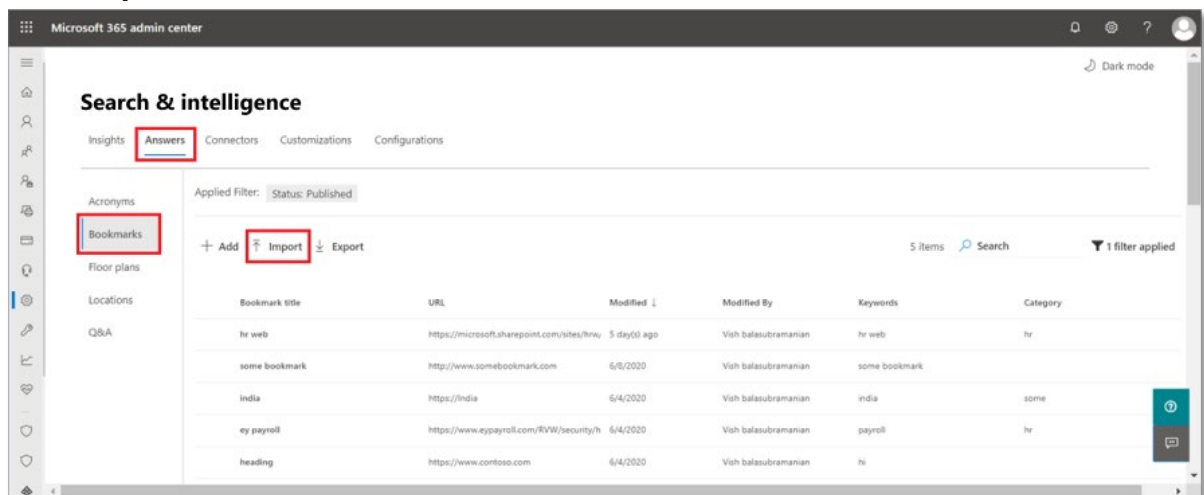 Microsoft 365 admin center
?
Dark mode
Search & intelligence
Insights Answers Connectors Customizations Configurations
Acronyms
Bookmarks
Floor plans
Locations
Q&A
Applied Filter: Status: Published
Add Import Export 5 items Search 1 filter applied
Bookmark title URL Modified ↓ Modified By Keywords Category
hr web https://microsoft.sharepoint.com/sites/hrw, 5 day(s) ago Vish balasubramanian hr web hr
some bookmark http://www.somebookmark.com 6/8/2020 Vish balasubramanian some bookmark
india https://India 6/4/2020 Vish balasubramanian india some
ey payroll https://www.eypayroll.com/RVW/security/h 6/4/2020 Vish balasubramanian payroll hr
heading https://www.contoso.com 6/4/2020 Vish balasubramanian hi